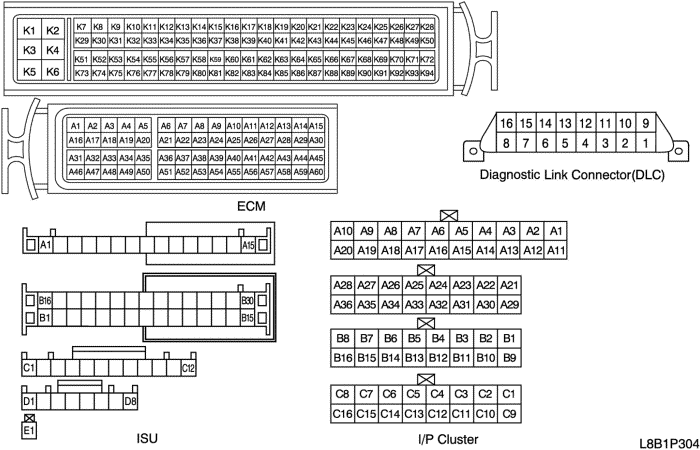 K1 K2 K7 K8 K9 K10 K11 K12 K13 K14 K15 K16 K17 K18 K19 K20 K21 K22 K23 K24 K25 K26 K27 K28
K29 K30 K31 K32 K33 K34 K35 K36 K37 K38 K39 K40 K41 K42 K43 K44 K45 K46 K47 K48 K49 K50
K3 K4
K51 K52 K53 K54 K55 K56 K57 K58 K59 K60 K61 K62 K63 K64 K65 K66 K67 K68 K69 K70 K71 K72
K5 K6 K73 K74 K75 K76 K77 K78 K79 K80 K81 K82 K83 K84 K85 K86 K87 K88 K89 K90 K91 K92 K93 K94
A1 A2 A3 A4 A5 A6 A7 A8 A9 A10 A11 A12 A13 A14 A15
A16 A17 A18 A19 A20 A21 A22 A23 A24 A25 A26 A27 A28 A29 A30
A31 A32 A33 A34 A35 A36 A37 A38 A39 A40 A41 A42 A43 A44 A45
A46 A47 A48 A49 A50 A51 A52 A53 A54 A55 A56 A57 A58 A59 A60
ECM
16 15 14 13 12 11 10 9
8 7 6 5 4 3 2 1
Diagnostic Link Connector(DLC)
A1 A15
B16 B30
B1 B15
C1 C12
D1 D8
E1
ISU
A10 A9 A8 A7 A6 A5 A4 A3 A2 A1
A20 A19 A18 A17 A16 A15 A14 A13 A12 A11
A28 A27 A26 A25 A24 A23 A22 A21
A36 A35 A34 A33 A32 A31 A30 A29
B8 B7 B6 B5 B4 B3 B2 B1
B16 B15 B14 B13 B12 B11 B10 B9
C8 C7 C6 C5 C4 C3 C2 C1
C16 C15 C14 C13 C12 C11 C10 C9
I/P Cluster
L8B1P304